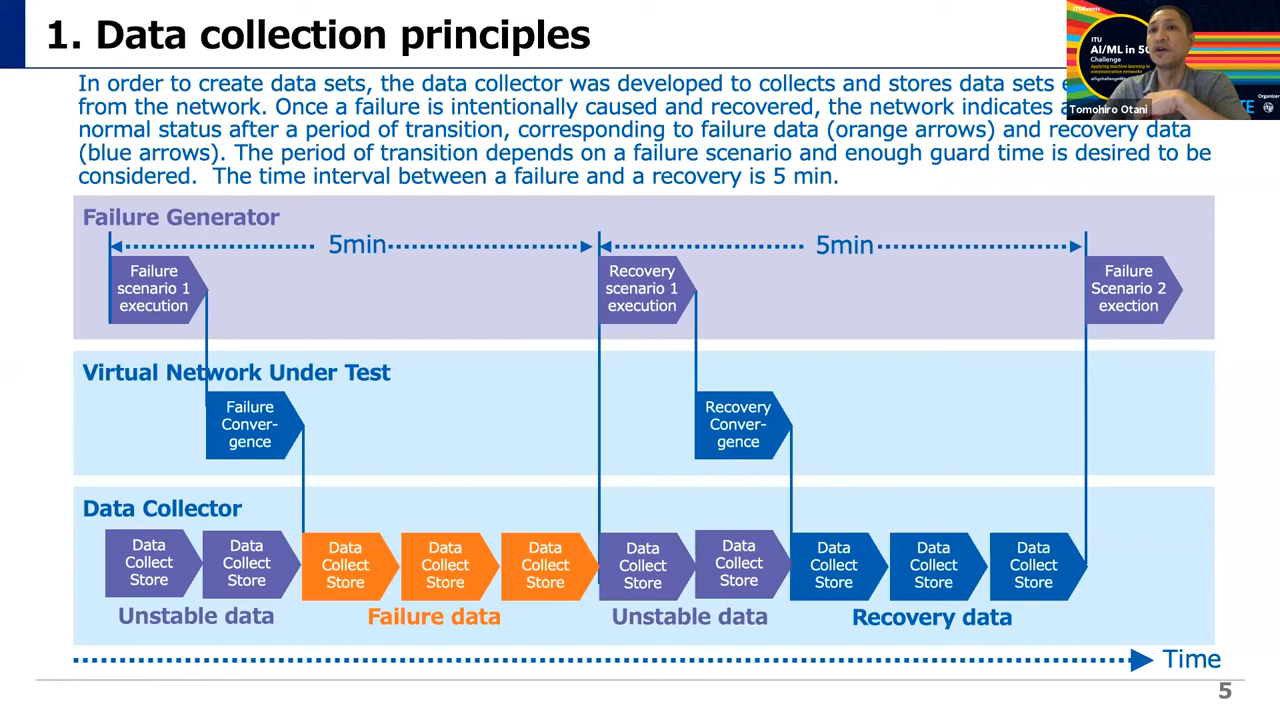 1. Data collection principles
In order to create data sets, the data collector was developed to collects and stores data sets
from the network. Once a failure is intentionally caused and recovered, the network indicates
normal status after a period of transition, corresponding to failure data (orange arrows) and recovery data
(blue arrows). The period of transition depends on a failure scenario and enough guard time is desired to be
considered. The time interval between a failure and a recovery is 5 min.
ITU
AI/ML in 5G
Challenge
Applying machine learning in
communication networks
Tomohiro Otani
Failure Generator
5min
5min
Failure
scenario 1
execution
Recovery
scenario 1
execution
Failure
Scenario 2
exection
Virtual Network Under Test
Failure
Conver-
gence
Recovery
Conver-
gence
Data Collector
Data
Collect
Store
Data
Collect
Store
Data
Collect
Store
Data
Collect
Store
Data
Collect
Store
Data
Collect
Store
Data
Collect
Store
Data
Collect
Store
Data
Collect
Store
Data
Collect
Store
Unstable data
Failure data
Unstable data
Recovery data
Time
5